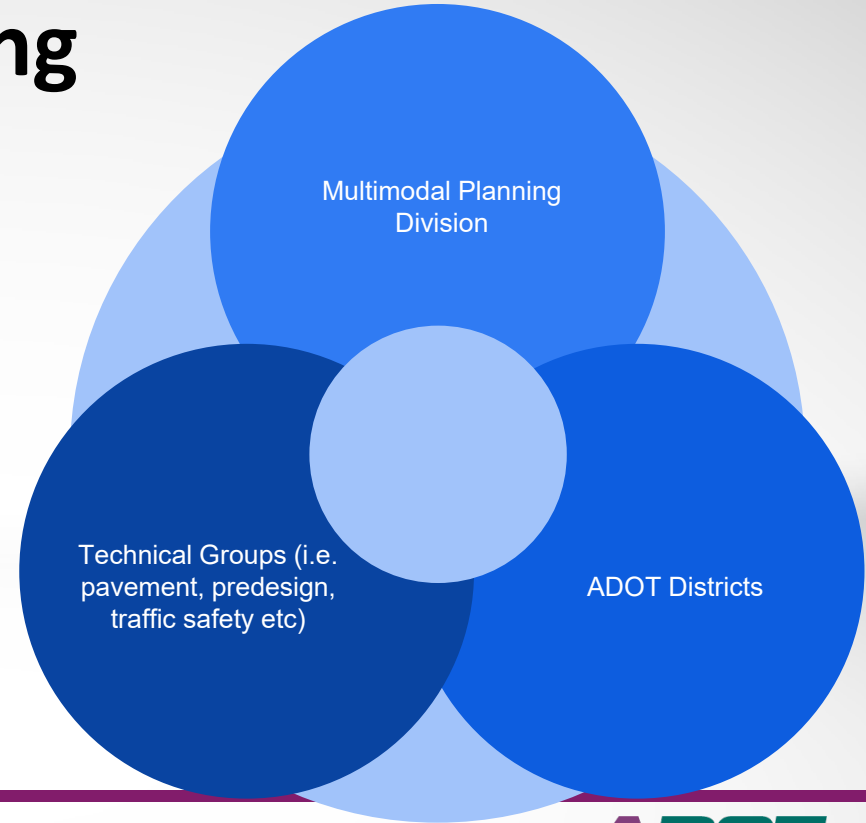 ng
Multimodal Planning
Division
Technical Groups (i.e.
pavement, predesign,
traffic safety etc)
ADOT Districts